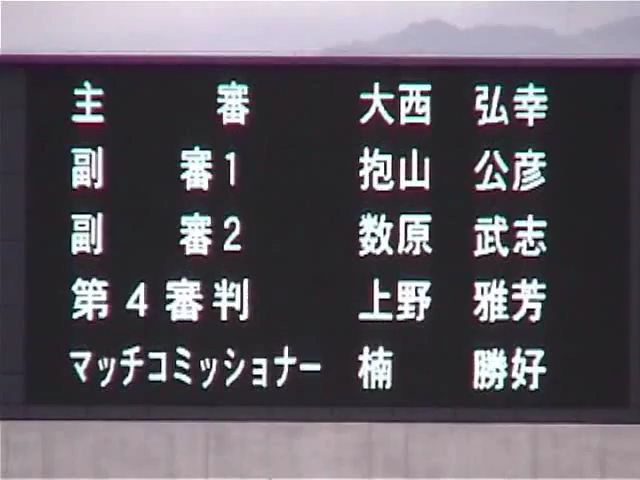 主審 大西 弘幸
副審1 抱山 公彦
副審2 数原 武志
第4審判 上野 雅芳
マッチコミッショナー 楠 勝好